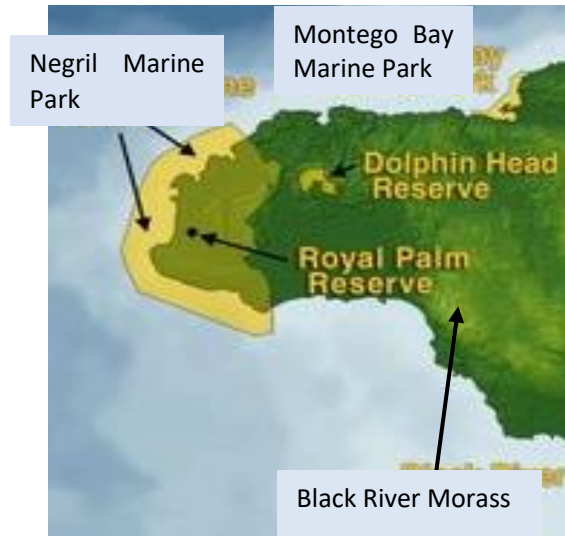 Negril Marine
Park
Montego Bay
Marine Park
Dolphin Head
Reserve
Royal Palm
Reserve
Black River Morass